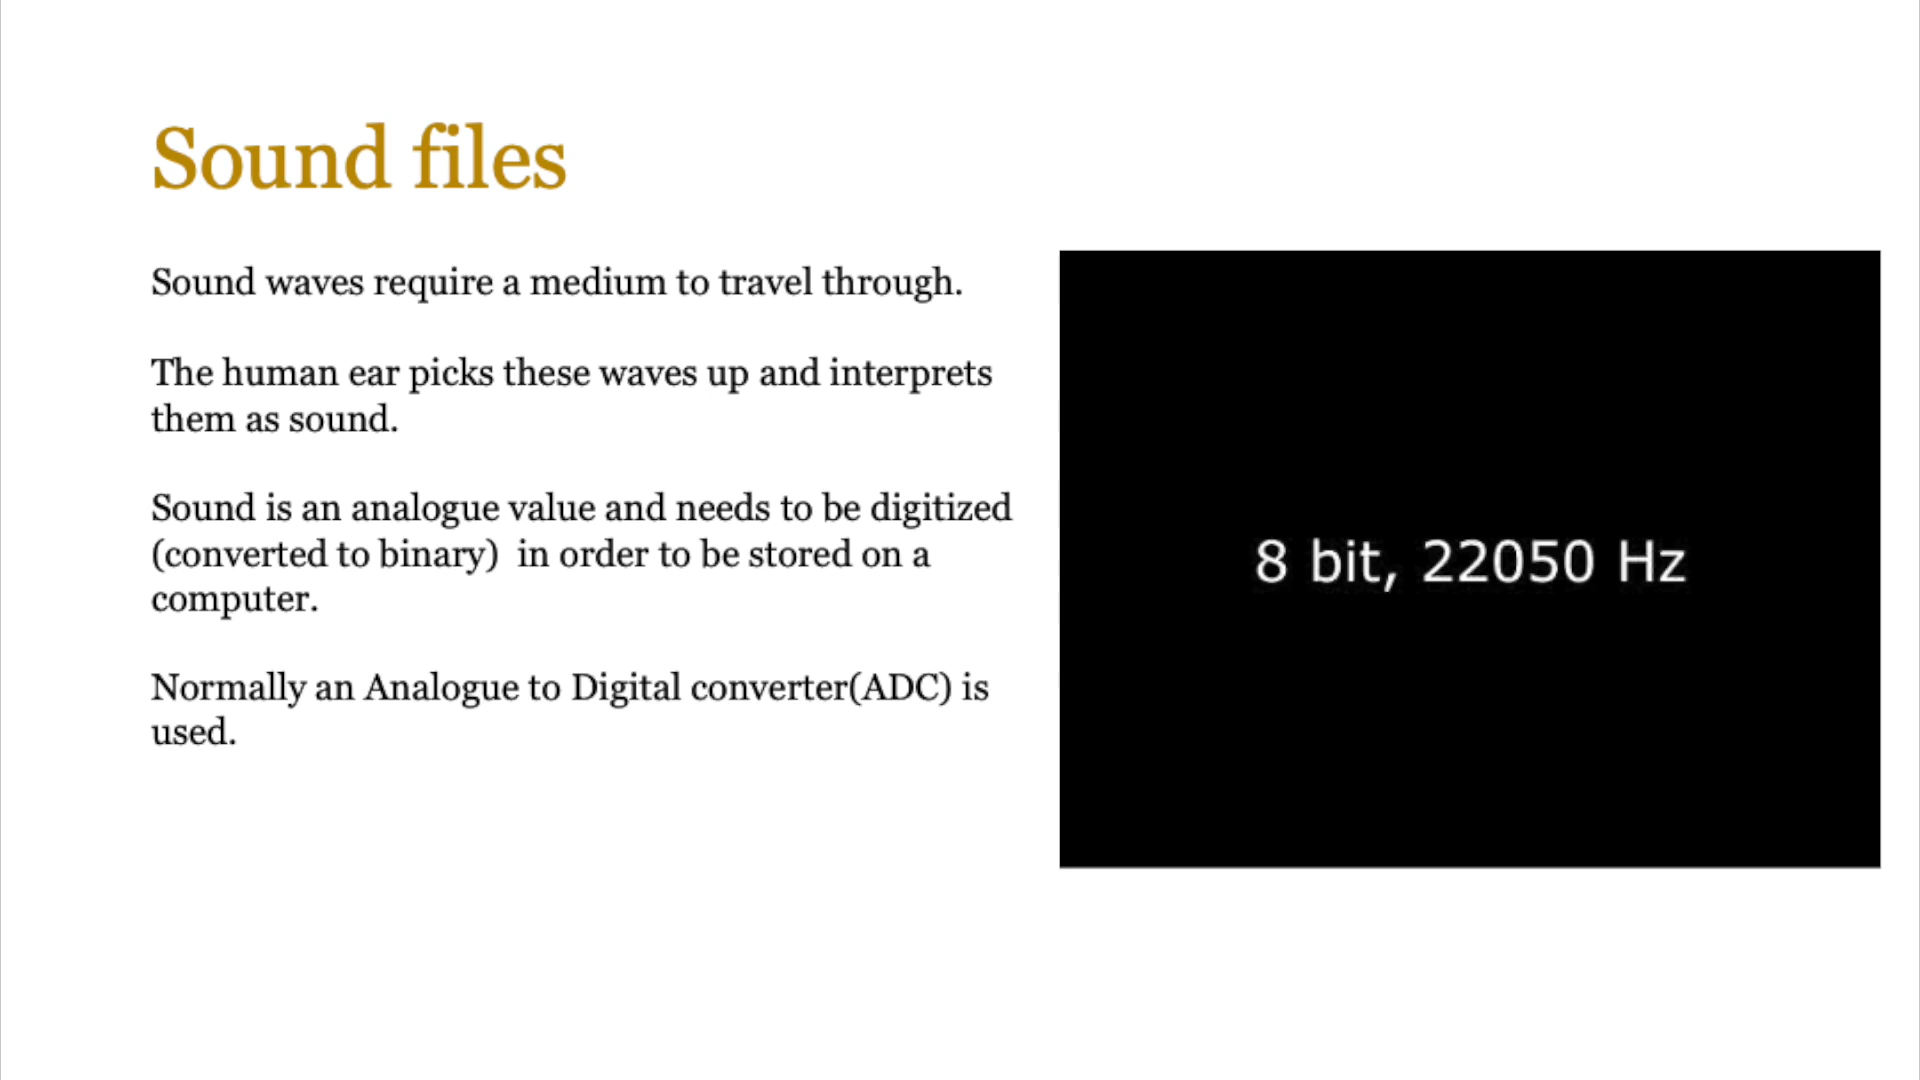 Sound files
Sound waves require a medium to travel through.
The human ear picks these waves up and interprets
them as sound.
Sound is an analogue value and needs to be digitized
(converted to binary)  in order to be stored on a
computer.
Normally an Analogue to Digital converter(ADC) is
used.
8 bit, 22050 Hz